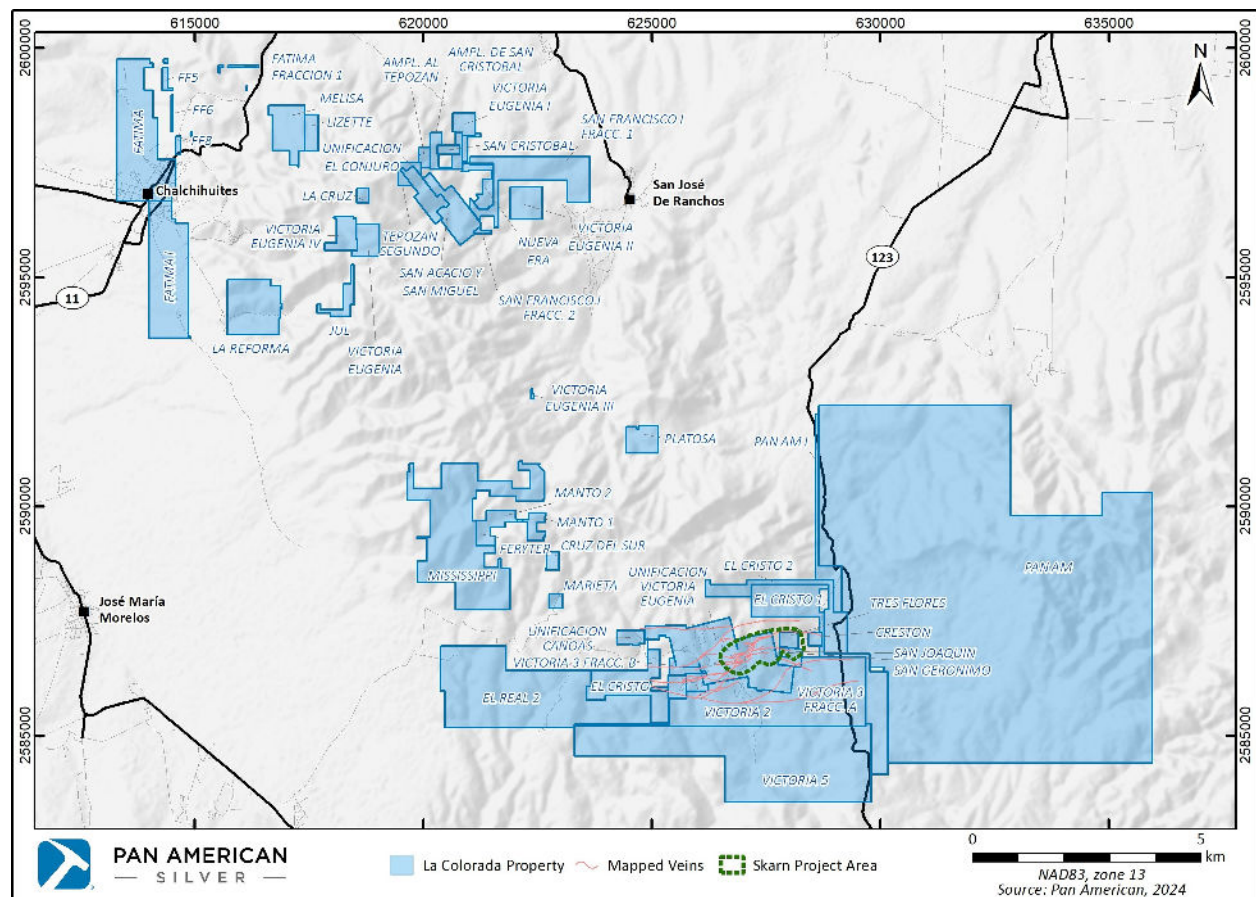 615000
620000
625000
630000
635000
2600000
2600000
N
FATIMA
FF5
FF6
FF8
FATIMA
FRACCION 1
MELISA
LIZETTE
AMPL. AL
TEPOZAN
AMPL. DE SAN
CRISTOBAL
VICTORIA
EUGENIA I
SAN FRANCISCO I
FRACC. 1
UNIFICACION
EL CONJURO
SAN CRISTOBAL
Chalchihuites
LA CRUZ
San José
De Ranchos
VICTORIA
EUGENIA IV
TEPOZAN
SEGUNDO
NUEVA
ERA
VICTORIA
EUGENIA II
123
2595000
2595000
11
FATIMA I
SAN ACACIO Y
SAN MIGUEL
SAN FRANCISCO I
FRACC. 2
LA REFORMA
JUL
VICTORIA
EUGENIA
VICTORIA
EUGENIA III
PLATOSA
PAN AM I
2590000
2590000
MANTO 2
MANTO 1
FERYTER
CRUZ DEL SUR
MISSISSIPPI
MARIETA
UNIFICACION
VICTORIA
EUGENIA
EL CRISTO 2
EL CRISTO
PAN AM
José María
Morelos
TRES FLORES
CRESTON
SAN JOAQUIN
SAN GERONIMO
UNIFICACION
CAÑOAS
VICTORIA 3 FRACC. B
EL REAL 2
EL CRISTO
VICTORIA 2
VICTORIA 3
FRACC. A
VICTORIA 5
2585000
2585000
PAN AMERICAN
— SILVER —
La Colorada Property
Mapped Veins
Skarn Project Area
0
5
km
NAD83, zone 13
Source: Pan American, 2024